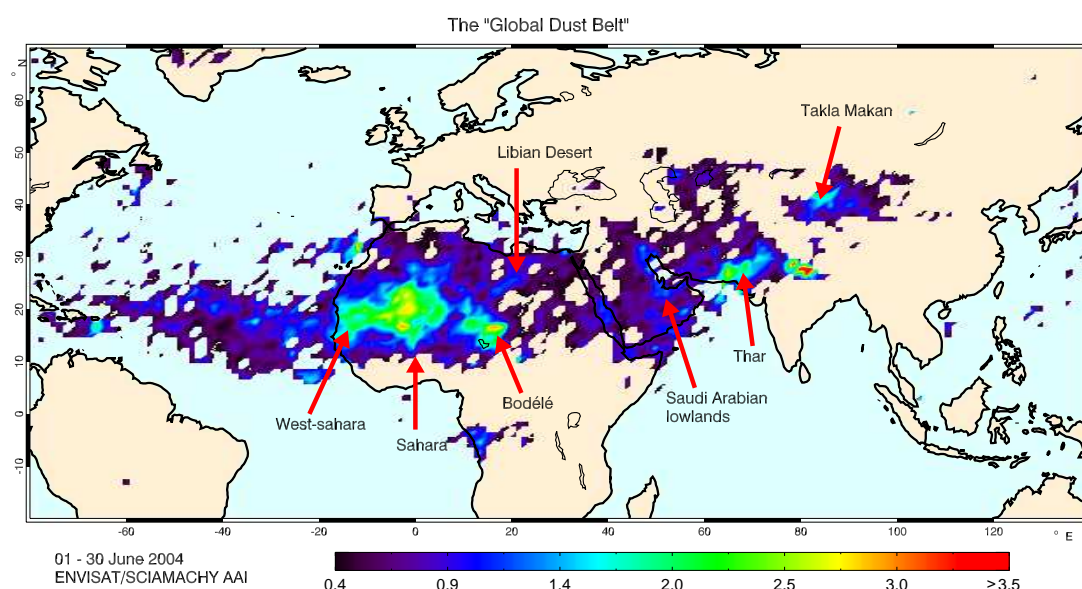 The "Global Dust Belt"
° N
60
50
40
30
20
10
0
-10
Takla Makan
Libian Desert
Thar
Saudi Arabian
lowlands
Bodélé
West-sahara
Sahara
-60
-40
-20
0
20
40
60
80
100
120
° E
01 - 30 June 2004
ENVISAT/SCIAMACHY AAI
0.4
0.9
1.4
2.0
2.5
3.0
>3.5